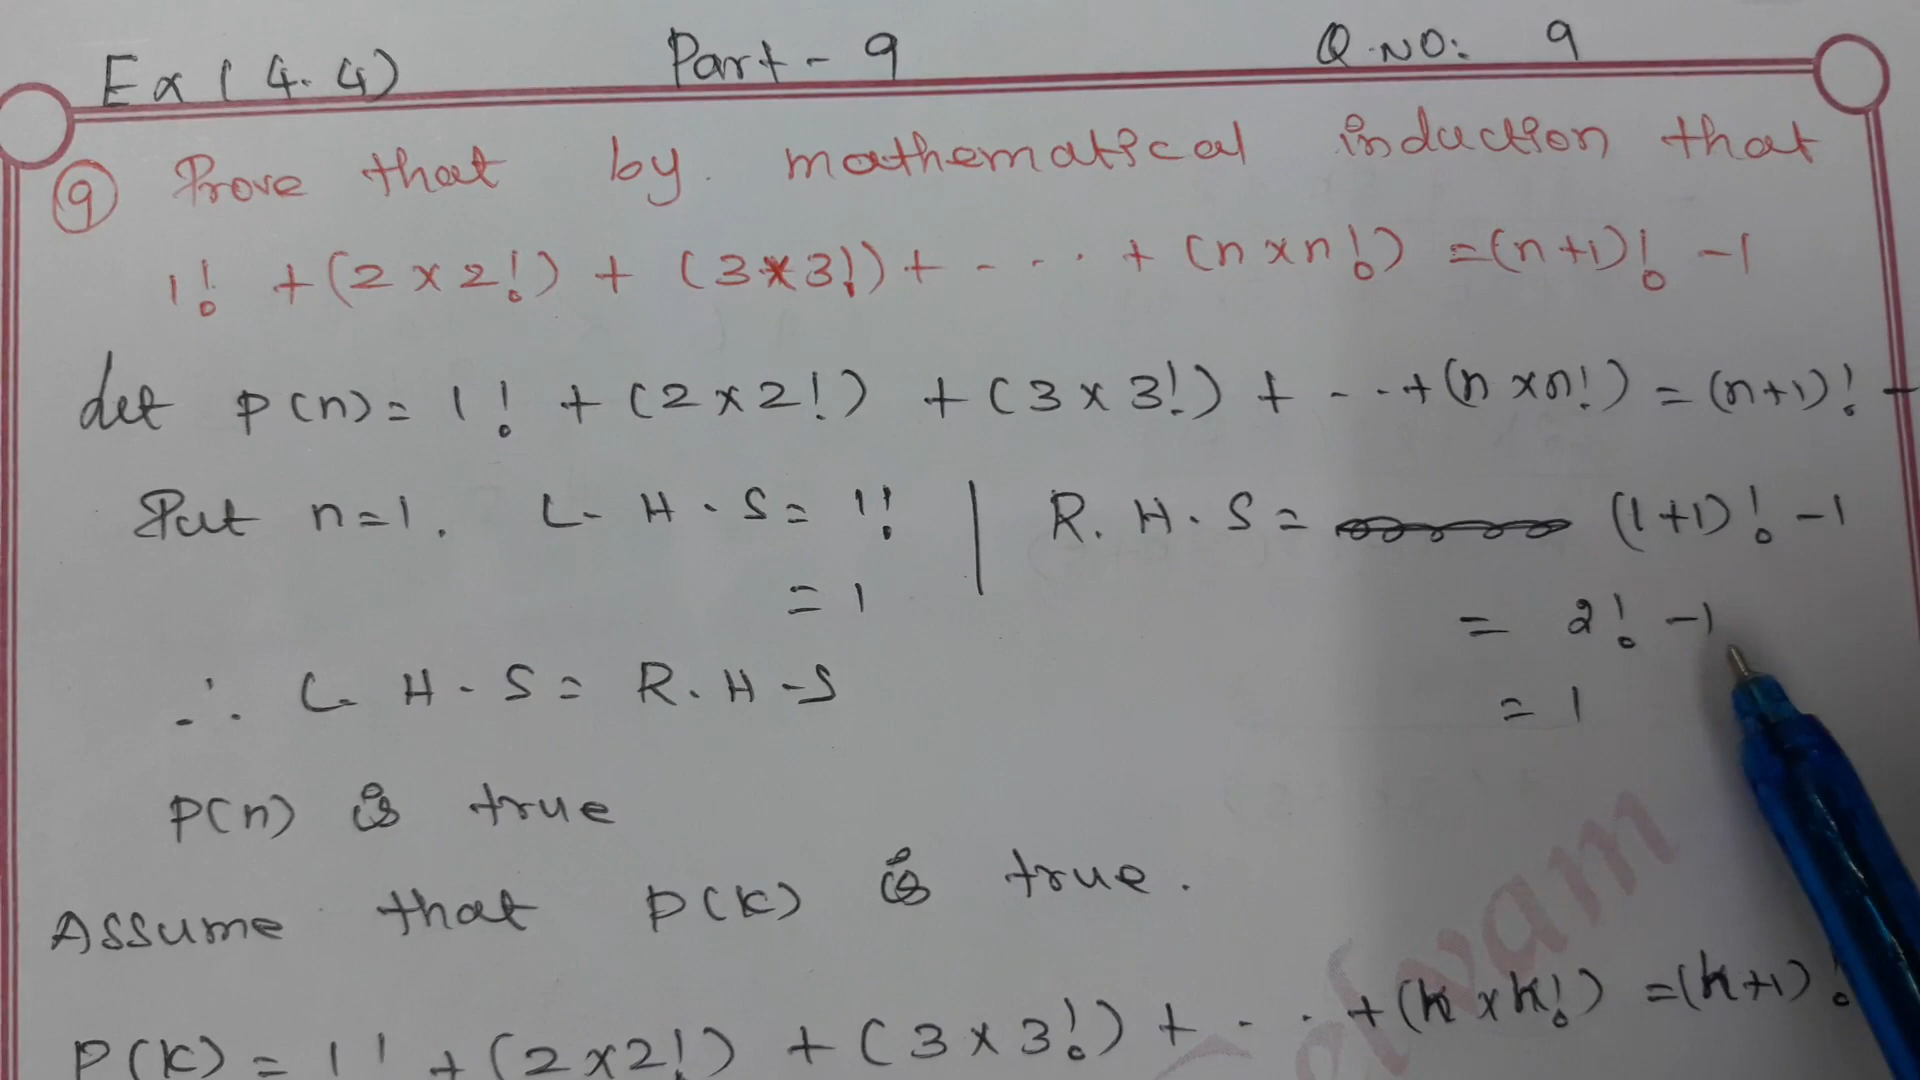 Ex (4.4) Part - 9 Q.NO: 9
9 Prove that by. mathematical induction that
1! + (2 × 2!) + (3 × 3!) + - ... + (n × n!) = (n+1)! -1
Let P(n) = 1! + (2 × 2!) + (3 × 3!) + - - .. + (n × n!) = (n+1)! -
Put n=1. L.H.S = 1! | R.H.S = (1+1)! -1
= 1
= 2! -1
∴ L.H.S = R.H.S
= 1
P(n) is true
Assume that P(k) is true.
P(k) = 1! + (2×2!) + (3 × 3!) + - . . + (k × k!) = (k+1)!